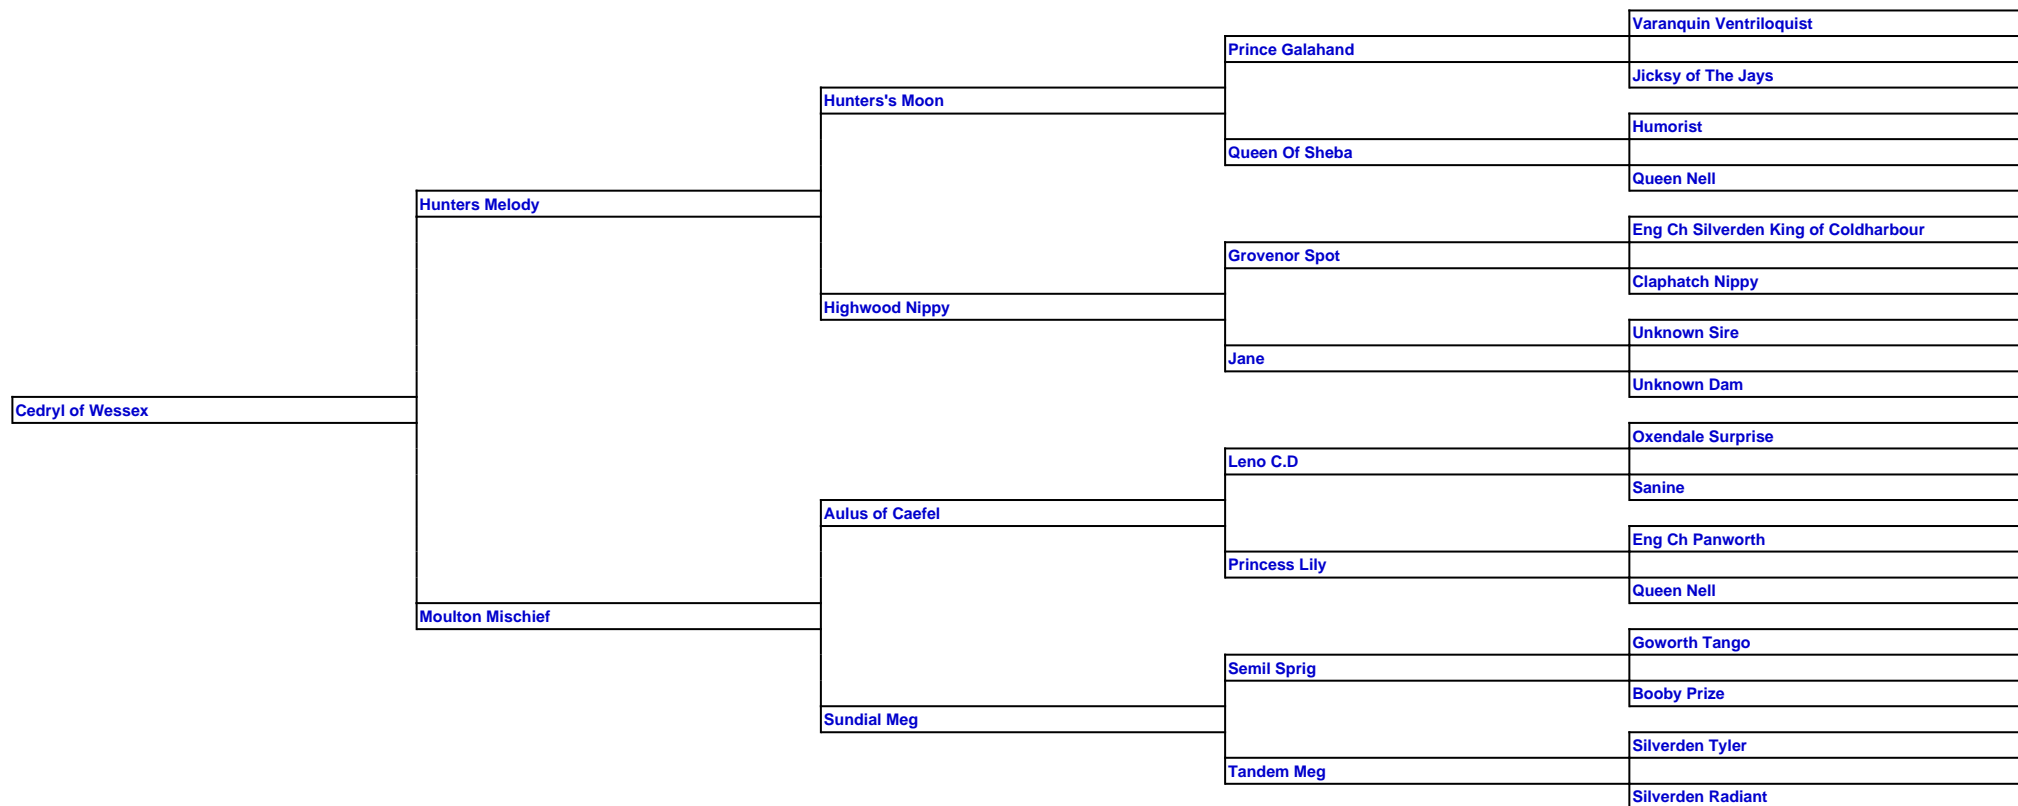 Varanquin Ventriloquist
Prince Galahand
Jicksy of The Jays
Hunters's Moon
Humorist
Queen Of Sheba
Queen Nell
Hunters Melody
Eng Ch Silverden King of Coldharbour
Grovenor Spot
Claphatch Nippy
Highwood Nippy
Unknown Sire
Jane
Unknown Dam
Cedryl of Wessex
Oxendale Surprise
Leno C.D
Sanine
Aulus of Caefel
Eng Ch Panworth
Princess Lily
Queen Nell
Moulton Mischief
Goworth Tango
Semil Sprig
Booby Prize
Sundial Meg
Silverden Tyler
Tandem Meg
Silverden Radiant